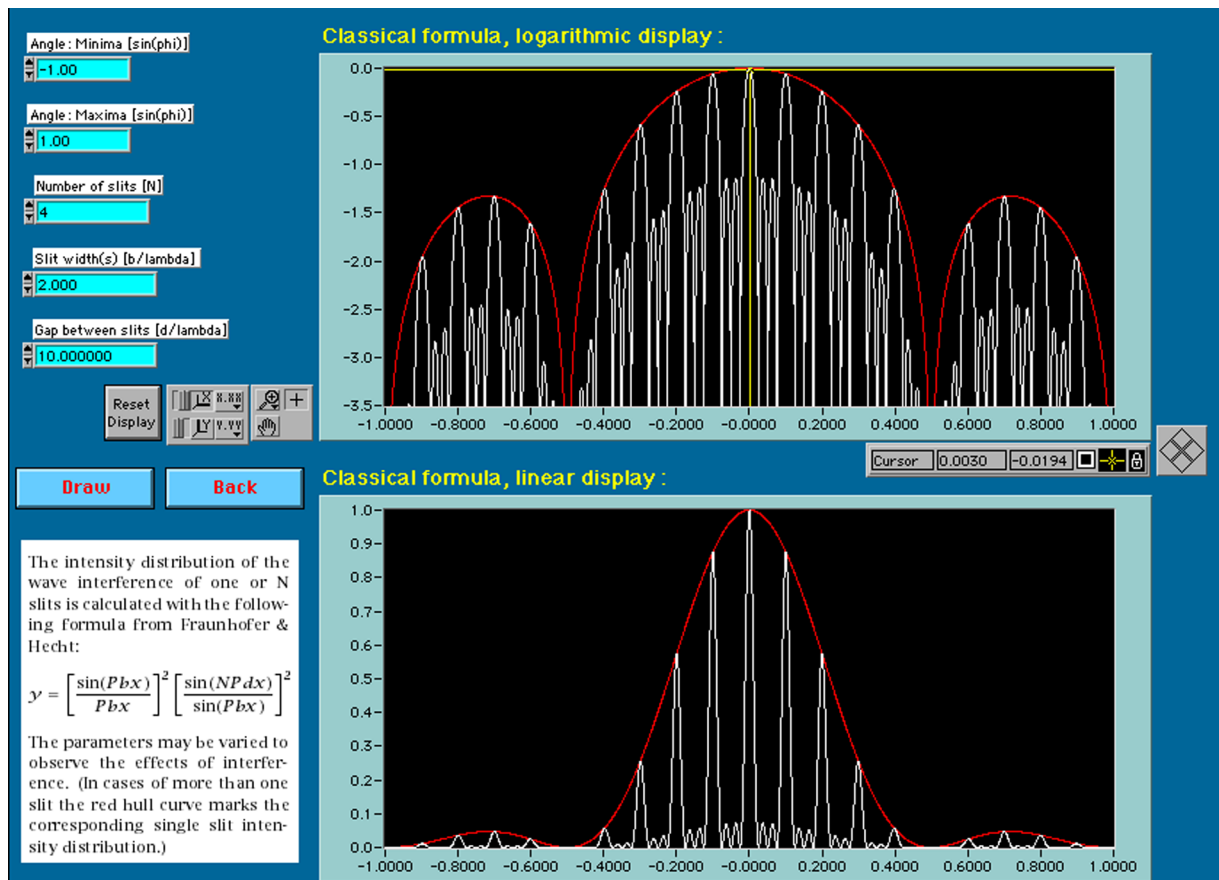 Angle: Minima [sin(phi)]
-1.00
Angle: Maxima [sin(phi)]
1.00
Number of slits [N]
4
Slit width(s) [b/lambda]
2.000
Gap between slits [d/lambda]
10.000000
Reset
Display
X X.XX
Y Y.YY
Draw
Back
The intensity distribution of the
wave interference of one or N
slits is calculated with the follow-
ing formula from Fraunhofer &
Hecht:
y = [sin(Pbx)/Pbx]² [sin(NPdx)/sin(Pbx)]²
The parameters may be varied to
observe the effects of interfer-
ence. (In cases of more than one
slit the red hull curve marks the
corresponding single slit inten-
sity distribution.)
Classical formula, logarithmic display :
0.0
-0.5
-1.0
-1.5
-2.0
-2.5
-3.0
-3.5
-1.0000 -0.8000 -0.6000 -0.4000 -0.2000 -0.0000 0.2000 0.4000 0.6000 0.8000 1.0000
Cursor 0.0030 -0.0194
Classical formula, linear display :
1.0
0.9
0.8
0.7
0.6
0.5
0.4
0.3
0.2
0.1
0.0
-1.0000 -0.8000 -0.6000 -0.4000 -0.2000 -0.0000 0.2000 0.4000 0.6000 0.8000 1.0000